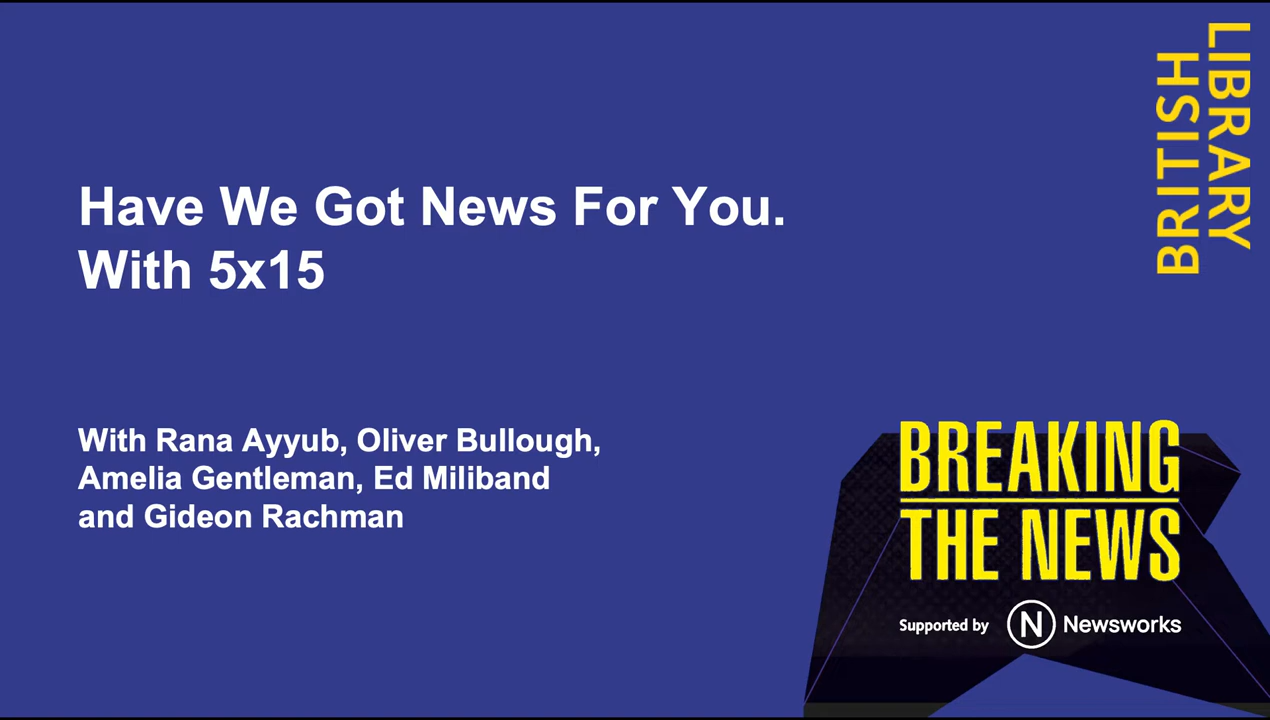 Have We Got News For You.
With 5x15
With Rana Ayyub, Oliver Bullough,
Amelia Gentleman, Ed Miliband
and Gideon Rachman
BRITISH
LIBRARY
BREAKING
THE NEWS
Supported by N Newsworks